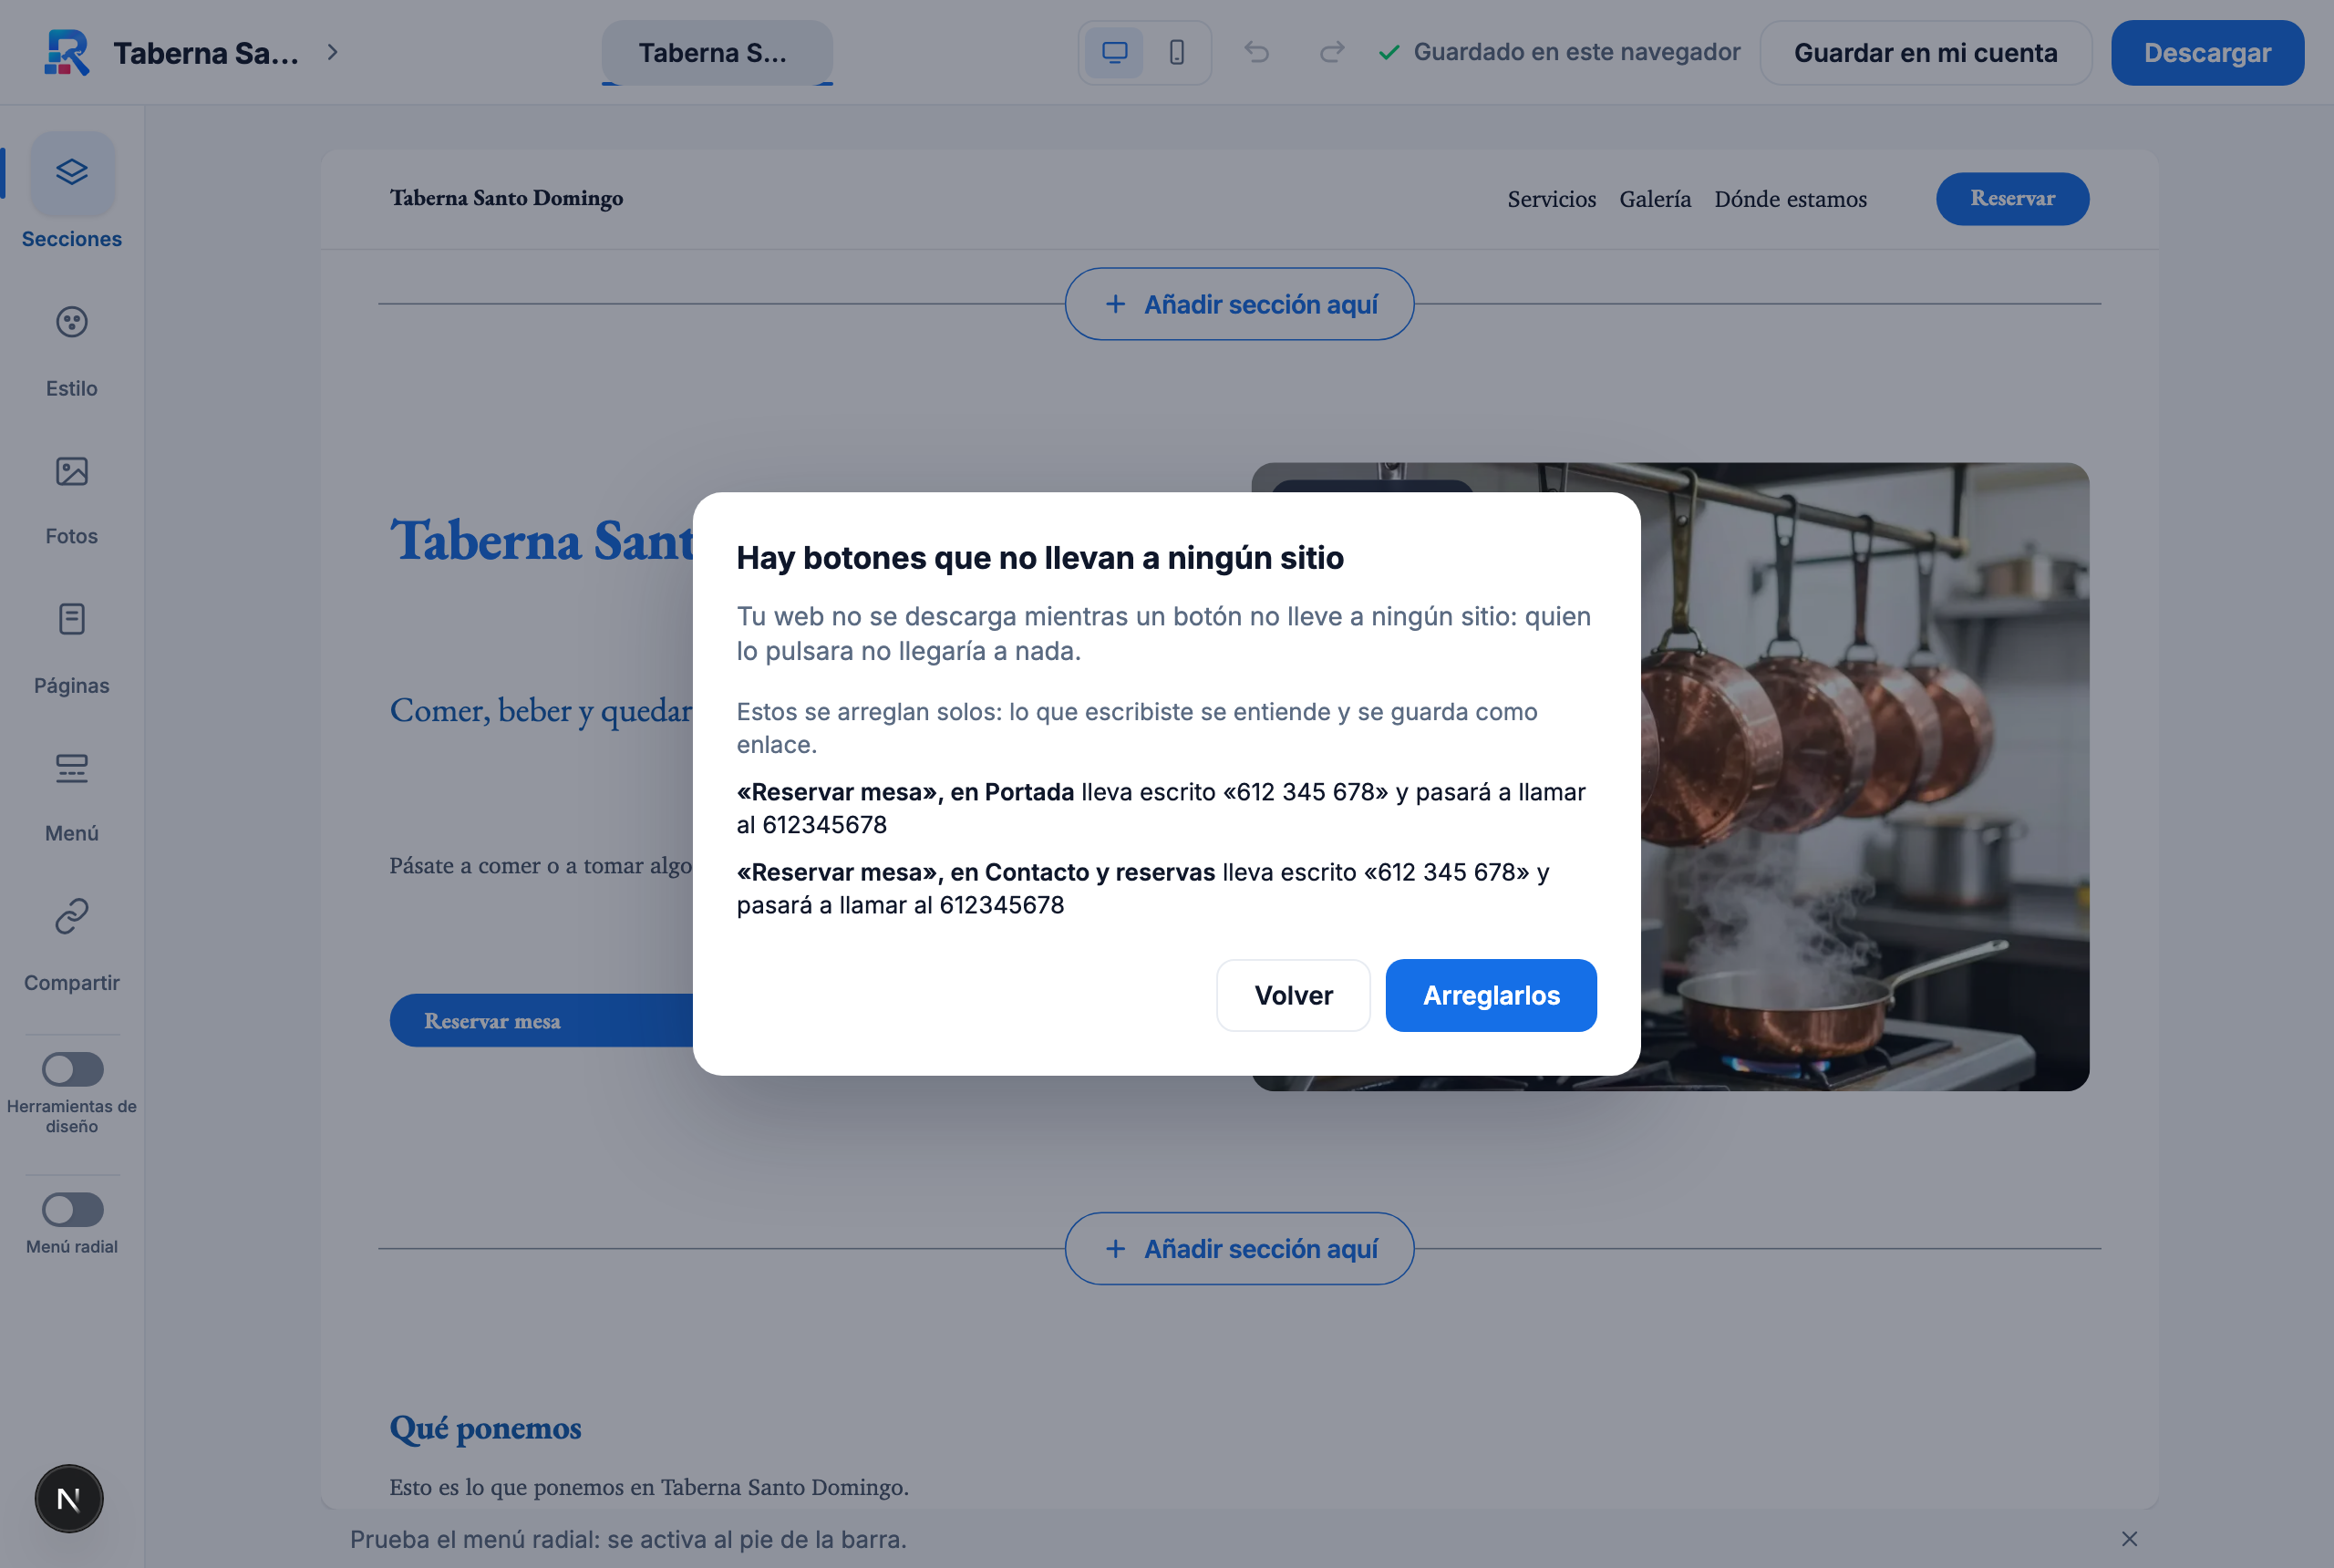 Taberna Sa...
Taberna S...
Guardado en este navegador
Guardar en mi cuenta
Descargar
Secciones
Estilo
Fotos
Páginas
Menú
Compartir
Herramientas de
diseño
Menú radial
Taberna Santo Domingo
Servicios
Galería
Dónde estamos
Reservar
+ Añadir sección aquí
Taberna Sant
Comer, beber y quedar
Pásate a comer o a tomar algo
Reservar mesa
Hay botones que no llevan a ningún sitio
Tu web no se descarga mientras un botón no lleve a ningún sitio: quien
lo pulsara no llegaría a nada.
Estos se arreglan solos: lo que escribiste se entiende y se guarda como
enlace.
«Reservar mesa», en Portada lleva escrito «612 345 678» y pasará a llamar
al 612345678
«Reservar mesa», en Contacto y reservas lleva escrito «612 345 678» y
pasará a llamar al 612345678
Volver
Arreglarlos
+ Añadir sección aquí
Qué ponemos
Esto es lo que ponemos en Taberna Santo Domingo.
Prueba el menú radial: se activa al pie de la barra.
N